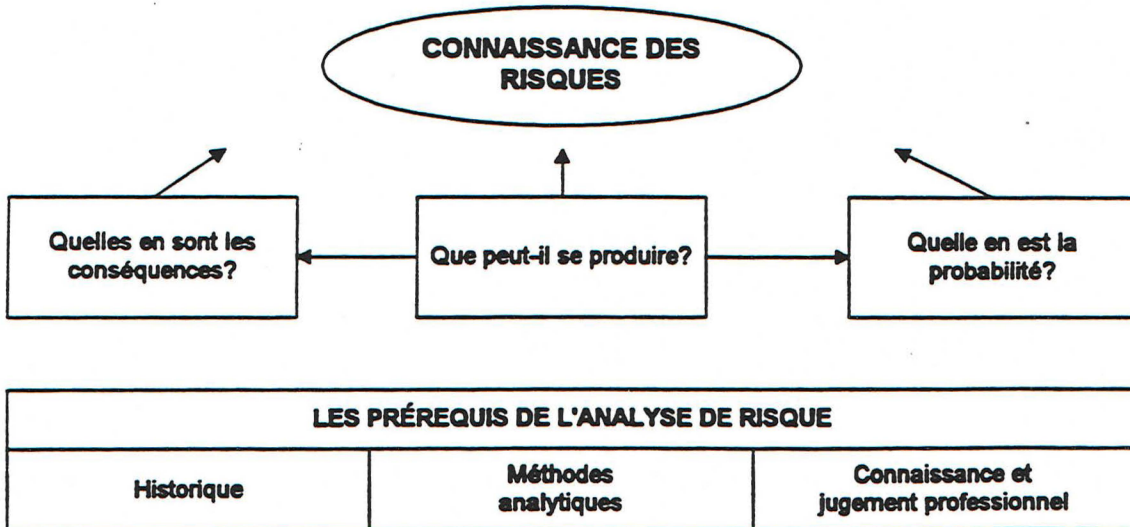 CONNAISSANCE DES
RISQUES
Quelles en sont les
conséquences?
Que peut-il se produire?
Quelle en est la
probabilité?
LES PRÉREQUIS DE L'ANALYSE DE RISQUE
Historique
Méthodes
analytiques
Connaissance et
jugement professionnel